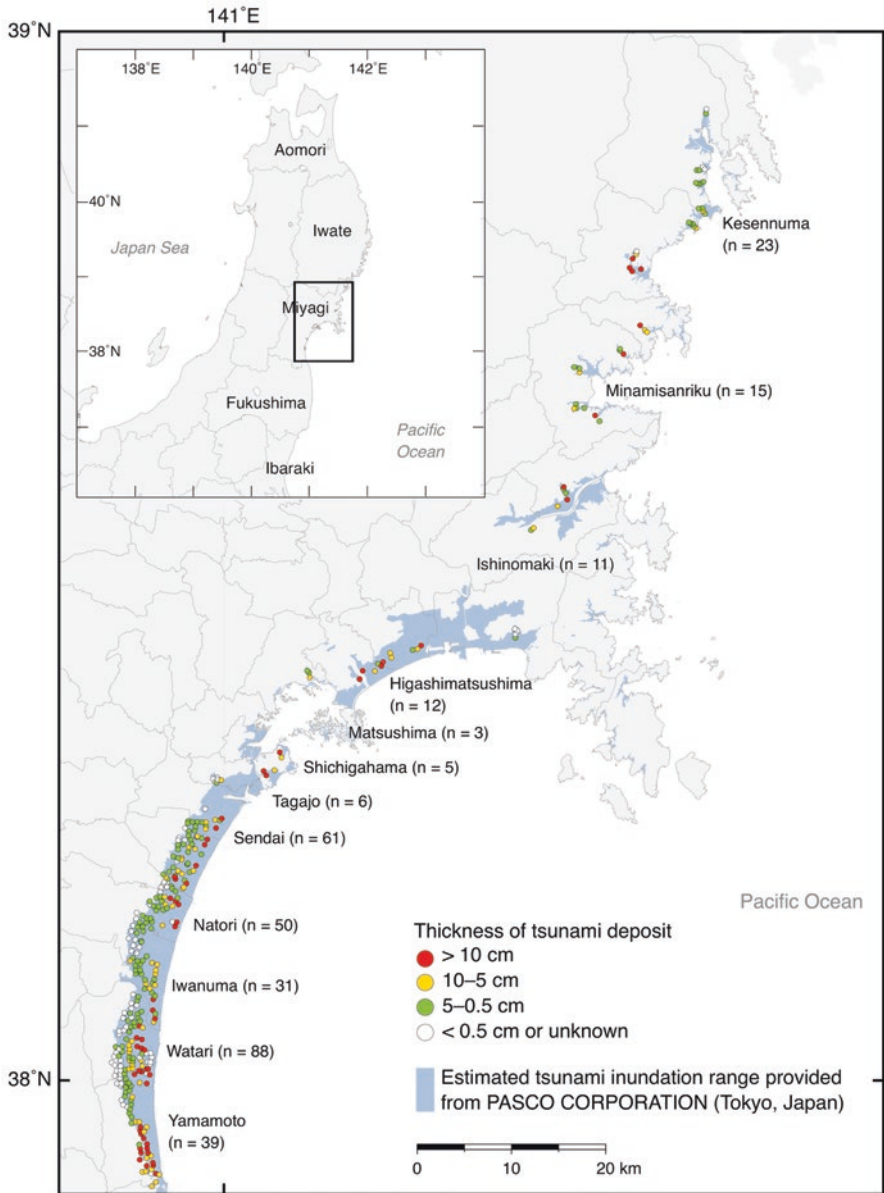 141˚E
39˚N
138˚E
140˚E
142˚E
Aomori
40˚N
Iwate
Japan Sea
Miyagi
38˚N
Fukushima
Pacific
Ocean
Ibaraki
Kesennuma
(n = 23)
Minamisanriku (n = 15)
Ishinomaki (n = 11)
Higashimatsushima
(n = 12)
Matsushima (n = 3)
Shichigahama (n = 5)
Tagajo (n = 6)
Sendai (n = 61)
Natori (n = 50)
Iwanuma (n = 31)
Watari (n = 88)
38˚N
Yamamoto
(n = 39)
Pacific Ocean
Thickness of tsunami deposit
> 10 cm
10–5 cm
5–0.5 cm
< 0.5 cm or unknown
Estimated tsunami inundation range provided
from PASCO CORPORATION (Tokyo, Japan)
0 10 20 km